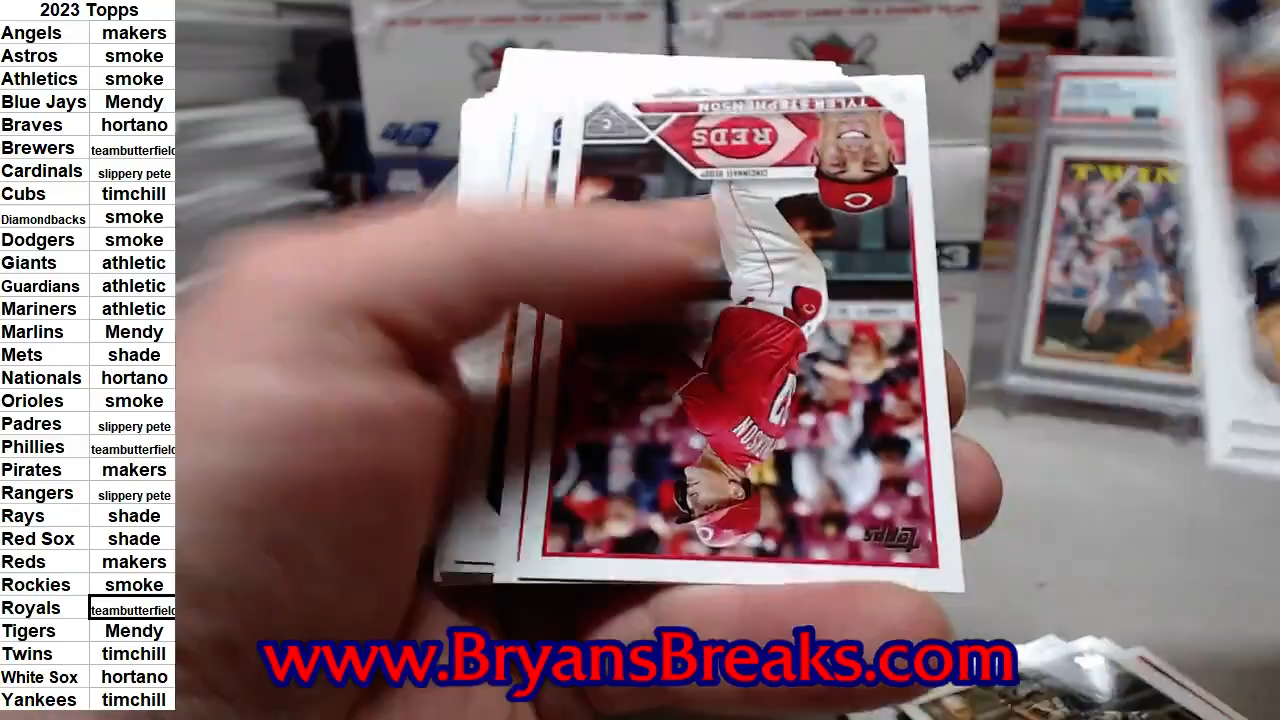 2023 Topps
Angels makers
Astros smoke
Athletics smoke
Blue Jays Mendy
Braves hortano
Brewers teambutterfield
Cardinals slippery pete
Cubs timchill
Diamondbacks smoke
Dodgers smoke
Giants athletic
Guardians athletic
Mariners athletic
Marlins Mendy
Mets shade
Nationals hortano
Orioles smoke
Padres slippery pete
Phillies teambutterfield
Pirates makers
Rangers slippery pete
Rays shade
Red Sox shade
Reds makers
Rockies smoke
Royals teambutterfield
Tigers Mendy
Twins timchill
White Sox hortano
Yankees timchill
TYLER STEPHENSON
C
REDS
CINCINNATI REDS
Topps
TWIN
www.BryansBreaks.com